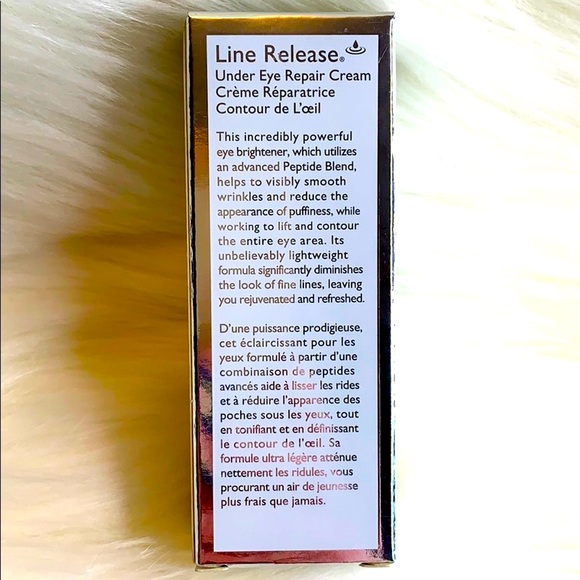 Line Release®
Under Eye Repair Cream
Crème Réparatrice
Contour de L'œil
This incredibly powerful
eye brightener, which utilizes
an advanced Peptide Blend,
helps to visibly smooth
wrinkles and reduce the
appearance of puffiness, while
working to lift and contour
the entire eye area. Its
unbelievably lightweight
formula significantly diminishes
the look of fine lines, leaving
you rejuvenated and refreshed.
D'une puissance prodigieuse,
cet éclaircissant pour les
yeux formulé à partir d'une
combinaison de peptides
avancés aide à lisser les rides
et à réduire l'apparence des
poches sous les yeux, tout
en tonifiant et en définissant
le contour de l'œil. Sa
formule ultra légère atténue
nettement les ridules, vous
procurant un air de jeunesse
plus frais que jamais.